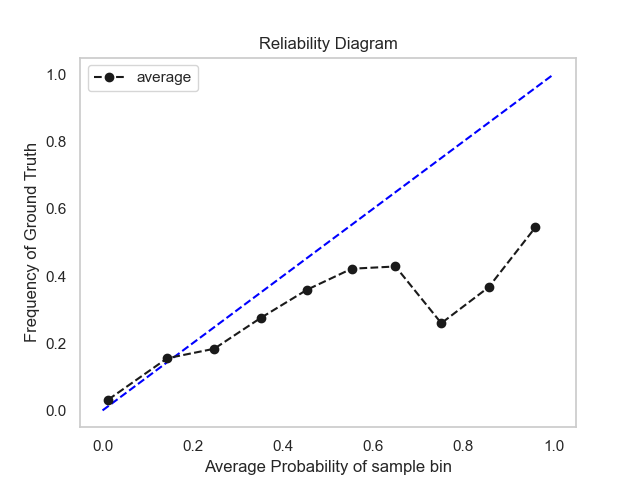 Reliability Diagram
average
1.0
0.8
0.6
0.4
0.2
0.0
Frequency of Ground Truth
0.0 0.2 0.4 0.6 0.8 1.0
Average Probability of sample bin